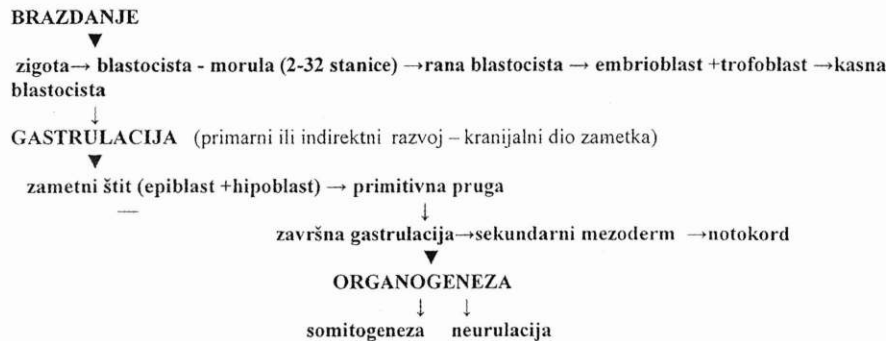 BRAZDANJE
▼
zigota→ blastocista - morula (2-32 stanice) →rana blastocista → embrioblast +trofoblast →kasna
blastocista
↓
GASTRULACIJA (primarni ili indirektni razvoj – kranijalni dio zametka)
▼
zametni štit (epiblast +hipoblast) → primitivna pruga
↓
završna gastrulacija→sekundarni mezoderm →notokord
▼
ORGANOGENEZA
↓ ↓
somitogeneza neurulacija